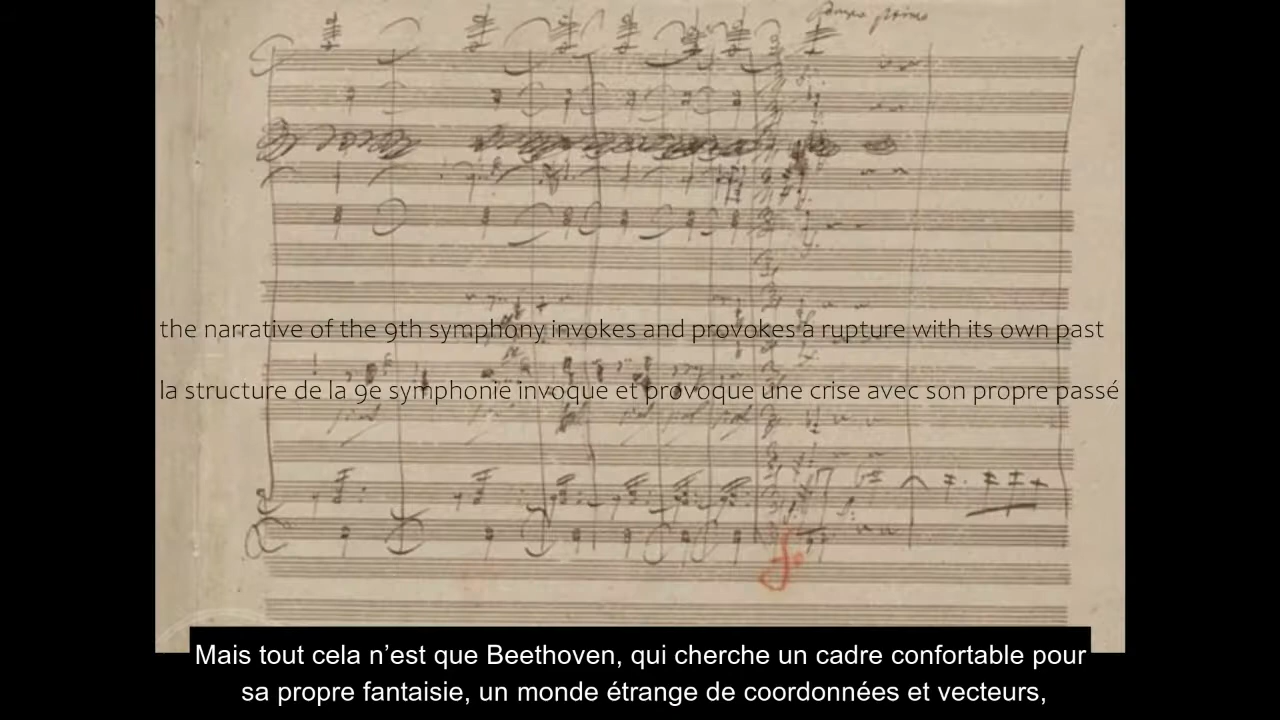 Tempo primo
the narrative of the 9th symphony invokes and provokes a rupture with its own past
la structure de la 9e symphonie invoque et provoque une crise avec son propre passé
Mais tout cela n’est que Beethoven, qui cherche un cadre confortable pour
sa propre fantaisie, un monde étrange de coordonnées et vecteurs,